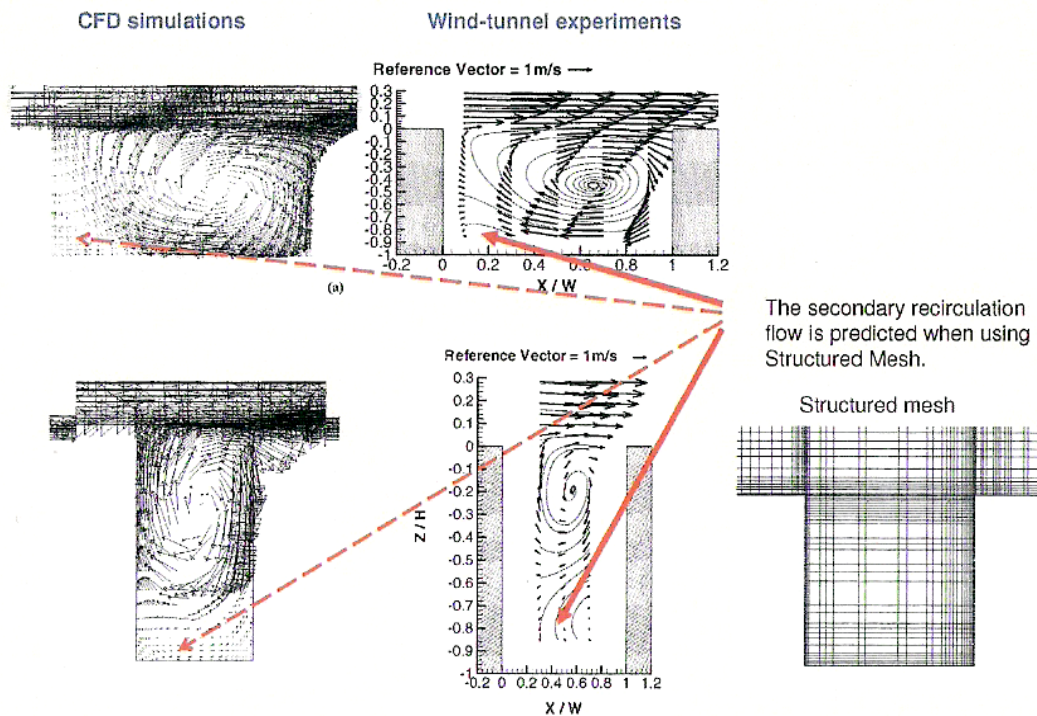 CFD simulations
Wind-tunnel experiments
Reference Vector = 1m/s
0.3
0.2
0.1
0
-0.1
-0.2
-0.3
-0.4
-0.5
-0.6
-0.7
-0.8
-0.9
-1
-0.2 0 0.2 0.4 0.6 0.8 1 1.2
(a)
X / W
The secondary recirculation
flow is predicted when using
Structured Mesh.
Reference Vector = 1m/s
0.3
0.2
0.1
0
-0.1
-0.2
-0.3
-0.4
-0.5
-0.6
-0.7
-0.8
-0.9
-1
Z / H
-0.2 0 0.2 0.4 0.6 0.8 1 1.2
X / W
Structured mesh